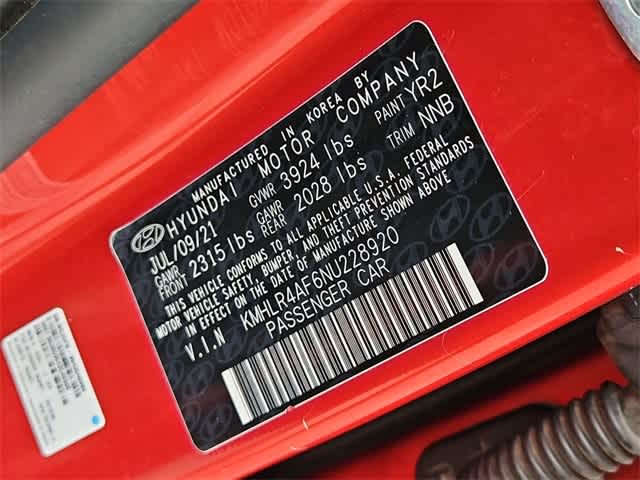 MANUFACTURED IN KOREA BY
HYUNDAI MOTOR COMPANY
JUL/09/21 GVWR 3924 lbs PAINT YR2
GAWR FRONT 2315 lbs GAWR REAR 2028 lbs TRIM NNB
THIS VEHICLE CONFORMS TO ALL APPLICABLE U.S.A. FEDERAL
MOTOR VEHICLE SAFETY, BUMPER, AND THEFT PREVENTION STANDARDS
IN EFFECT ON THE DATE OF MANUFACTURE SHOWN ABOVE
V.I.N KMHLR4AF6NU228920
PASSENGER CAR